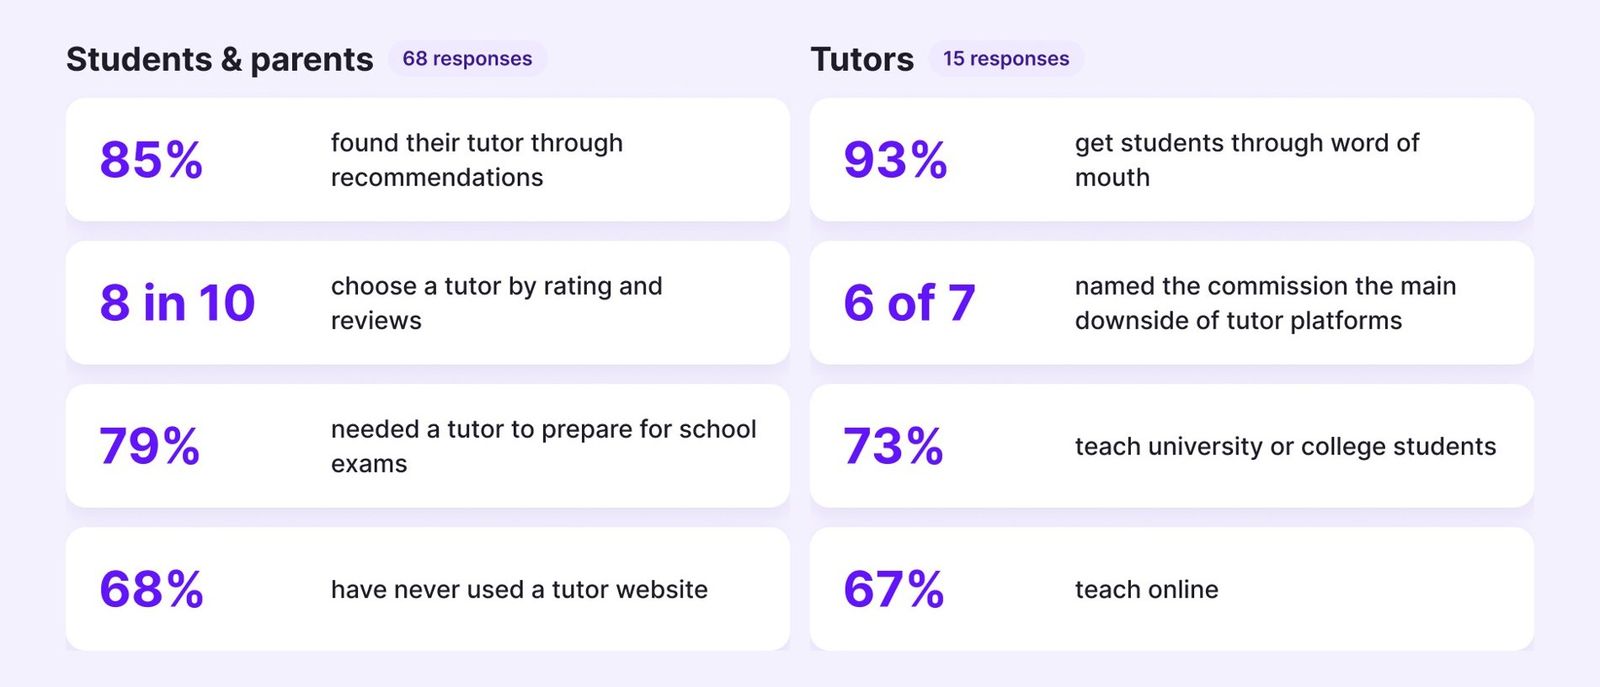 Students & parents
68 responses
85%
found their tutor through
recommendations
8 in 10
choose a tutor by rating and
reviews
79%
needed a tutor to prepare for school
exams
68%
have never used a tutor website
Tutors
15 responses
93%
get students through word of
mouth
6 of 7
named the commission the main
downside of tutor platforms
73%
teach university or college students
67%
teach online